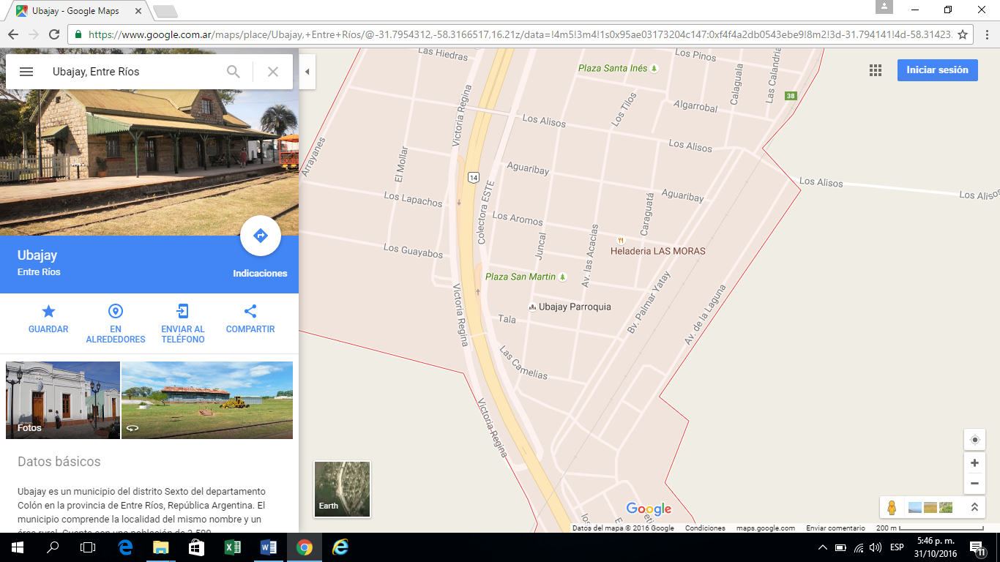 Ubajay - Google Maps
https://www.google.com.ar/maps/place/Ubajay,+Entre+Ríos/@-31.7954312,-58.3166517,16.21z/data=!4m5!3m4!1s0x95ae03173204c147:0xf4f4a2db0543ebe9!8m2!3d-31.794141!4d-58.31423
Ubajay, Entre Ríos
Iniciar sesión
Ubajay
Entre Ríos
Indicaciones
GUARDAR
EN ALREDEDORES
ENVIAR AL TELÉFONO
COMPARTIR
Fotos
Datos básicos
Ubajay es un municipio del distrito Sexto del departamento
Colón en la provincia de Entre Ríos, República Argentina. El
municipio comprende la localidad del mismo nombre y un
área rural. Cuenta con una población de 3.500
Las Hiedras
Plaza Santa Inés
Los Pinos
Calaguala
Las Calandrias
38
Victoria Regina
Los Tilos
Algarrobal
Los Alisos
Los Alisos
Arrayanes
El Mollar
14
Aguaribay
Los Alisos
Los Alisos
Los Lapachos
Colectora ESTE
Aguaribay
Los Aromos
Caraguatá
Los Guayabos
Juncal
Av. las Acacias
Heladeria LAS MORAS
Plaza San Martin
Victoria Regina
Ubajay Parroquia
Bv. Palmar Yatay
Av. de la Laguna
Tala
Las Camelias
Victoria Regina
Earth
Google
Datos del mapa © 2016 Google
Condiciones
maps.google.com
Enviar comentario
200 m
ESP
5:46 p. m.
31/10/2016
11